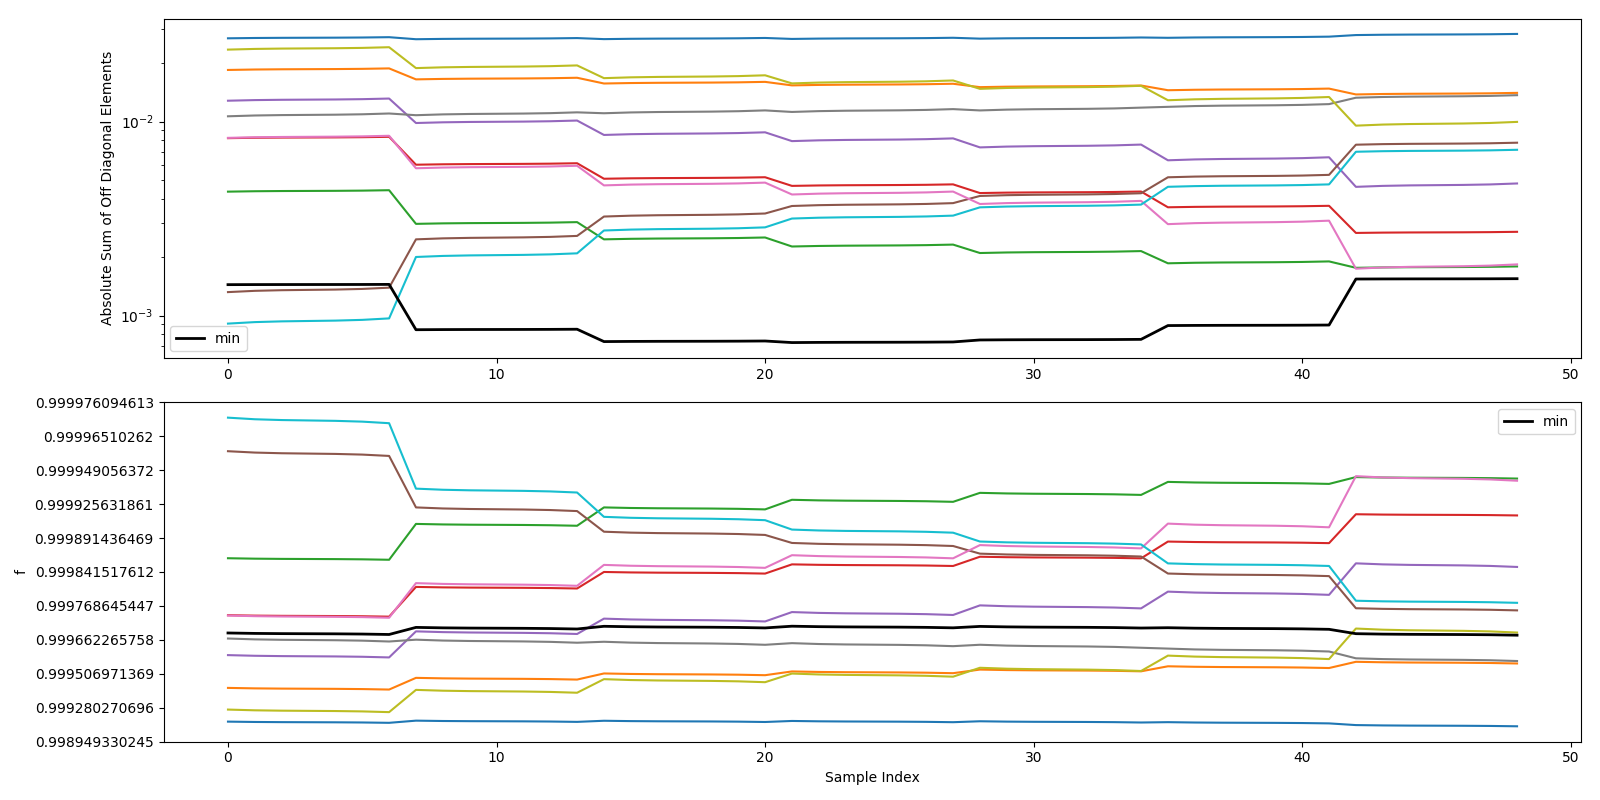 Absolute Sum of Off Diagonal Elements
10^{-2}
10^{-3}
min
0 10 20 30 40 50
f
0.999976094613
0.99996510262
0.999949056372
0.999925631861
0.999891436469
0.999841517612
0.999768645447
0.999662265758
0.999506971369
0.999280270696
0.998949330245
min
0 10 20 30 40 50
Sample Index